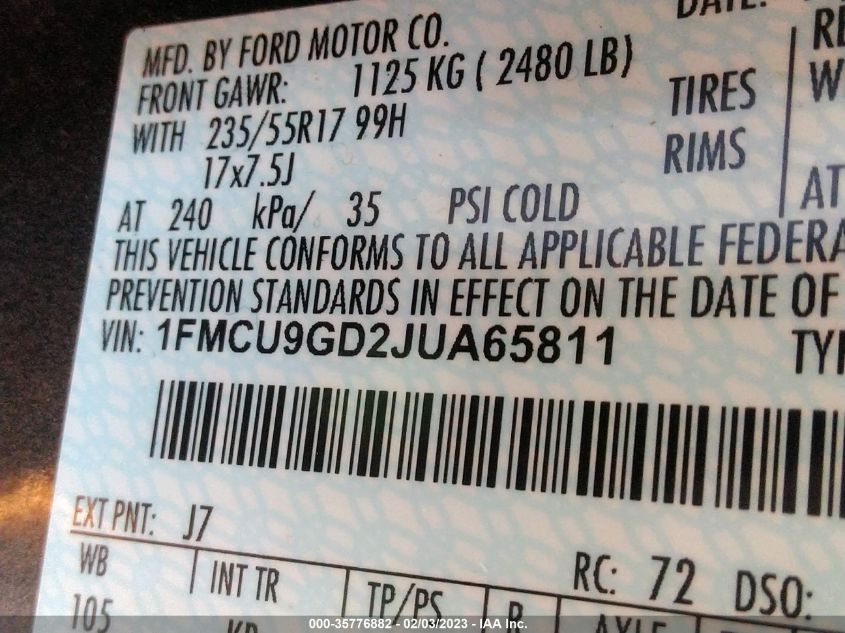 DATE:
MFD. BY FORD MOTOR CO.
FRONT GAWR: 1125 KG ( 2480 LB)
WITH 235/55R17 99H TIRES
17x7.5J RIMS
AT 240 kPa/ 35 PSI COLD AT
THIS VEHICLE CONFORMS TO ALL APPLICABLE
PREVENTION STANDARDS IN EFFECT ON THE DATE OF
VIN: 1FMCU9GD2JUA65811
EXT PNT: J7 RC: 72 DSO:
WB INT TR TP/PS R AXLE
105
000-35776882 - 02/03/2023 - IAA Inc.